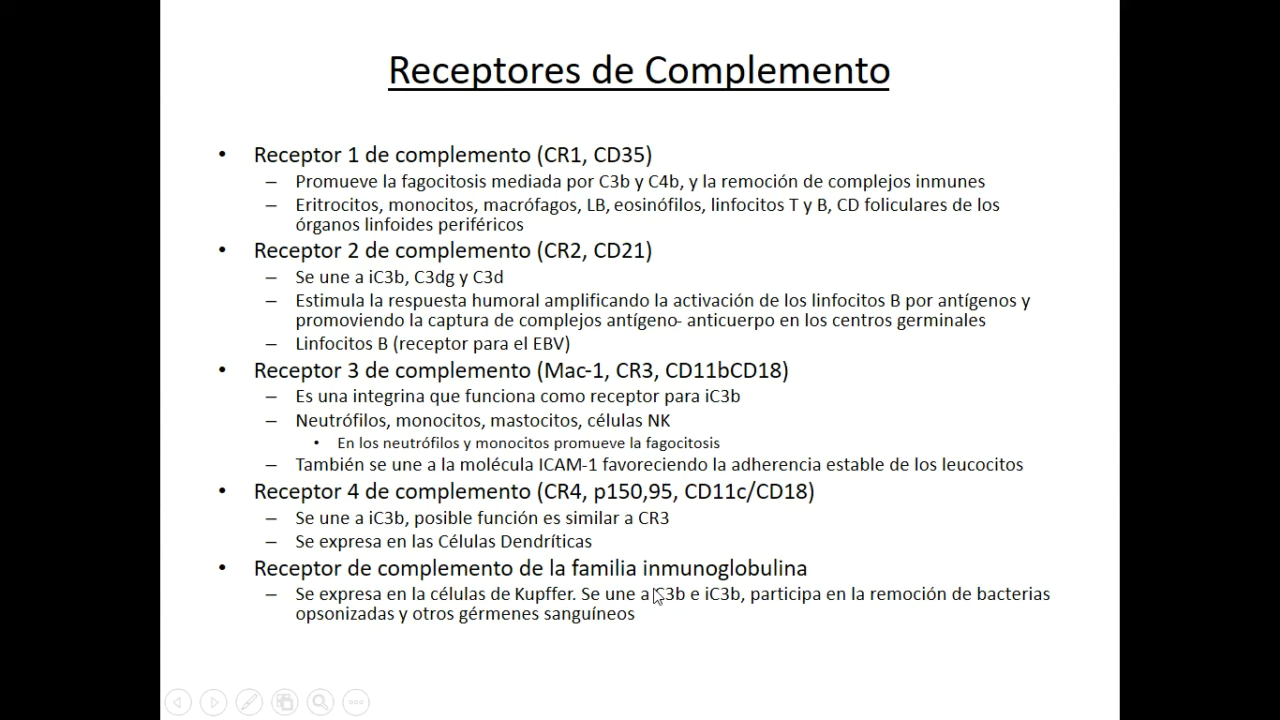 Receptores de Complemento
• Receptor 1 de complemento (CR1, CD35)
– Promueve la fagocitosis mediada por C3b y C4b, y la remoción de complejos inmunes
– Eritrocitos, monocitos, macrófagos, LB, eosinófilos, linfocitos T y B, CD foliculares de los
órganos linfoides periféricos
• Receptor 2 de complemento (CR2, CD21)
– Se une a iC3b, C3dg y C3d
– Estimula la respuesta humoral amplificando la activación de los linfocitos B por antígenos y
promoviendo la captura de complejos antígeno- anticuerpo en los centros germinales
– Linfocitos B (receptor para el EBV)
• Receptor 3 de complemento (Mac-1, CR3, CD11bCD18)
– Es una integrina que funciona como receptor para iC3b
– Neutrófilos, monocitos, mastocitos, células NK
• En los neutrófilos y monocitos promueve la fagocitosis
– También se une a la molécula ICAM-1 favoreciendo la adherencia estable de los leucocitos
• Receptor 4 de complemento (CR4, p150,95, CD11c/CD18)
– Se une a iC3b, posible función es similar a CR3
– Se expresa en las Células Dendríticas
• Receptor de complemento de la familia inmunoglobulina
– Se expresa en la células de Kupffer. Se une a C3b e iC3b, participa en la remoción de bacterias
opsonizadas y otros gérmenes sanguíneos